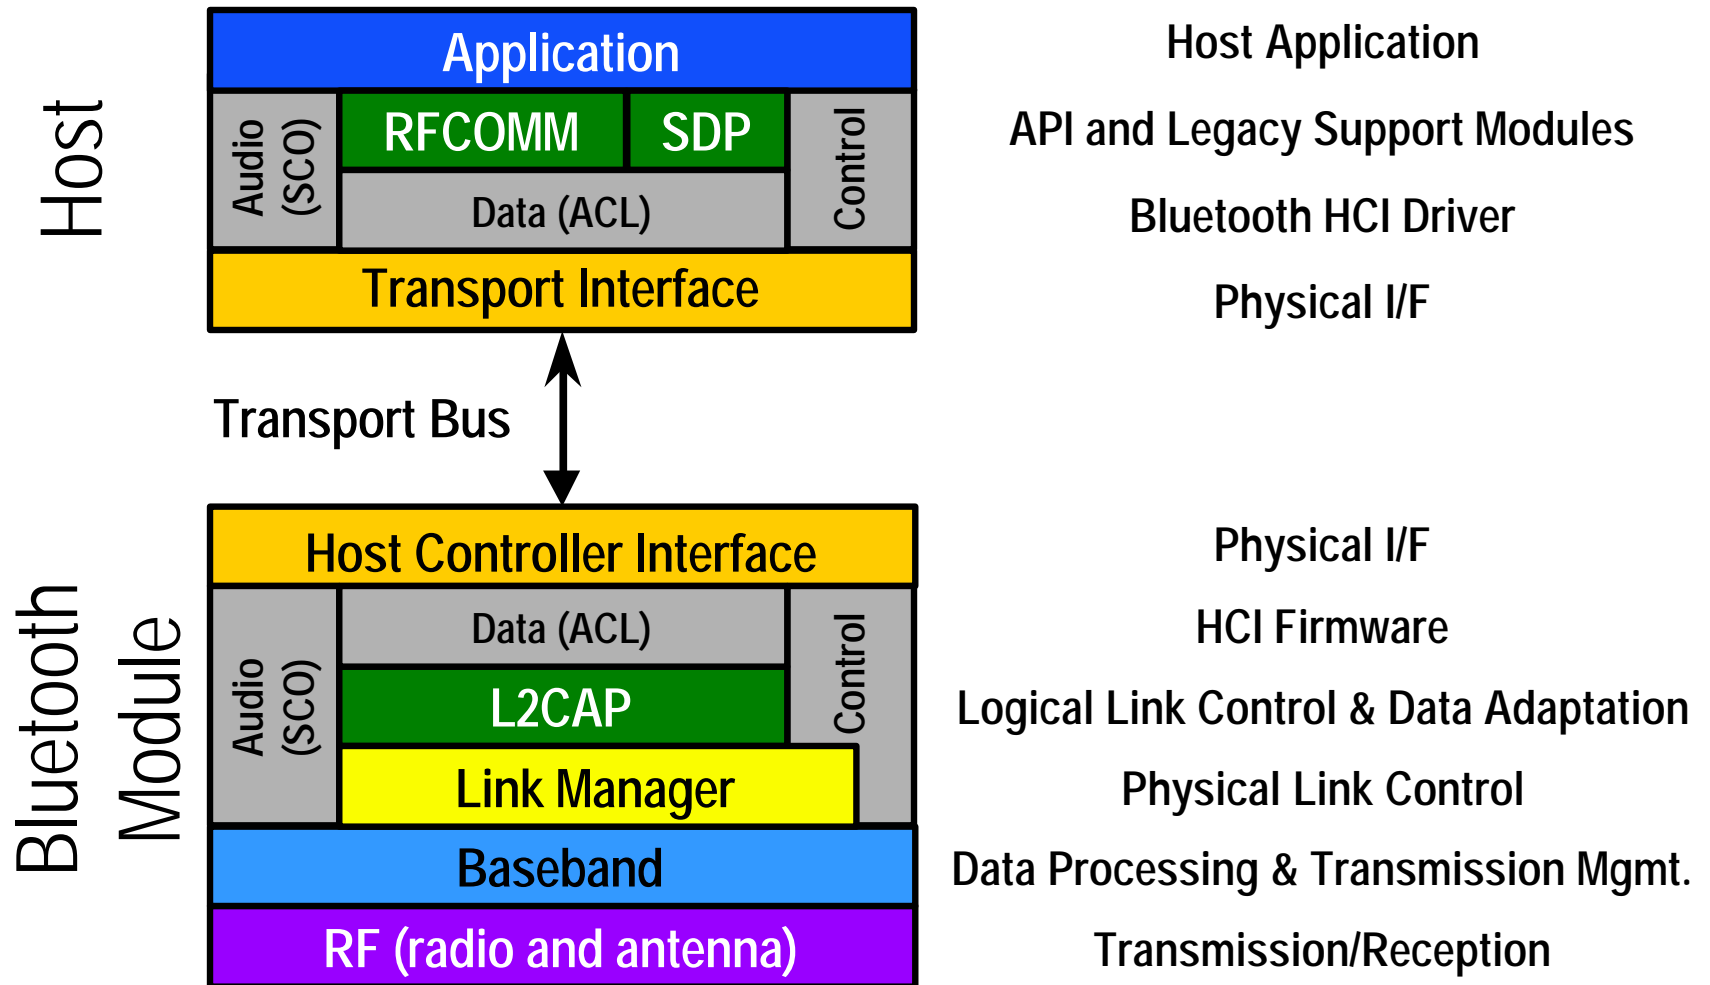 Host
Application
Host Application
Audio
(SCO)
RFCOMM
SDP
Control
API and Legacy Support Modules
Data (ACL)
Bluetooth HCI Driver
Transport Interface
Physical I/F
Transport Bus
Bluetooth
Module
Host Controller Interface
Physical I/F
Audio
(SCO)
Data (ACL)
Control
HCI Firmware
L2CAP
Logical Link Control & Data Adaptation
Link Manager
Physical Link Control
Baseband
Data Processing & Transmission Mgmt.
RF (radio and antenna)
Transmission/Reception